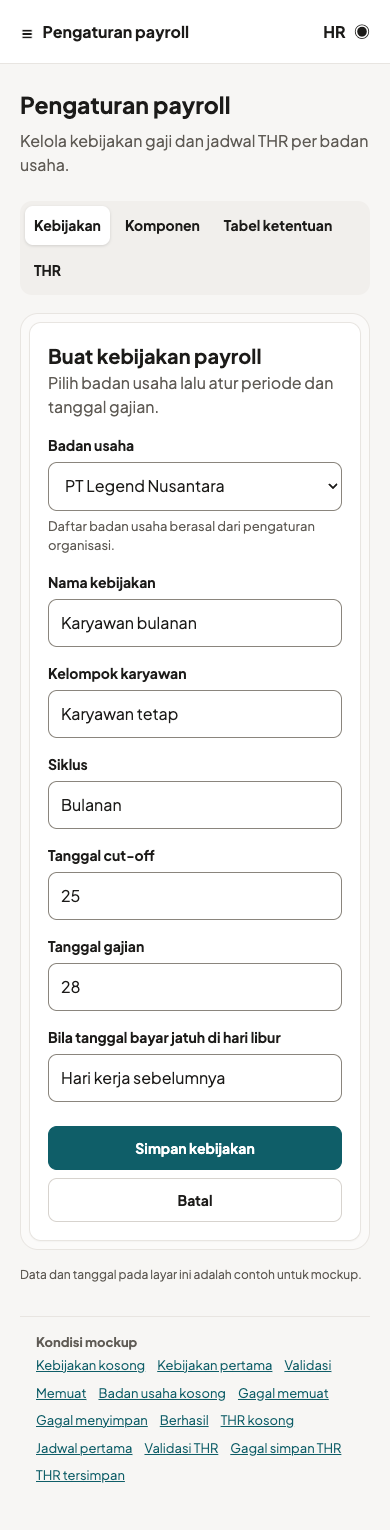 ≡ Pengaturan payroll HR ◉
Pengaturan payroll
Kelola kebijakan gaji dan jadwal THR per badan
usaha.
Kebijakan Komponen Tabel ketentuan
THR
Buat kebijakan payroll
Pilih badan usaha lalu atur periode dan
tanggal gajian.
Badan usaha
PT Legend Nusantara
Daftar badan usaha berasal dari pengaturan
organisasi.
Nama kebijakan
Karyawan bulanan
Kelompok karyawan
Karyawan tetap
Siklus
Bulanan
Tanggal cut-off
25
Tanggal gajian
28
Bila tanggal bayar jatuh di hari libur
Hari kerja sebelumnya
Simpan kebijakan
Batal
Data dan tanggal pada layar ini adalah contoh untuk mockup.
Kondisi mockup
Kebijakan kosong Kebijakan pertama Validasi
Memuat Badan usaha kosong Gagal memuat
Gagal menyimpan Berhasil THR kosong
Jadwal pertama Validasi THR Gagal simpan THR
THR tersimpan